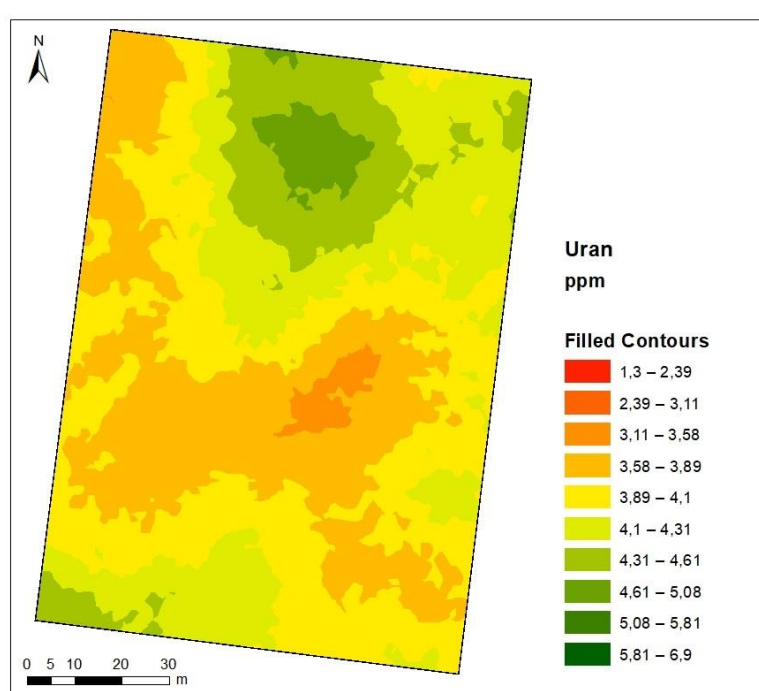 N
Uran
ppm
Filled Contours
1,3 – 2,39
2,39 – 3,11
3,11 – 3,58
3,58 – 3,89
3,89 – 4,1
4,1 – 4,31
4,31 – 4,61
4,61 – 5,08
5,08 – 5,81
5,81 – 6,9
0 5 10 20 30
m